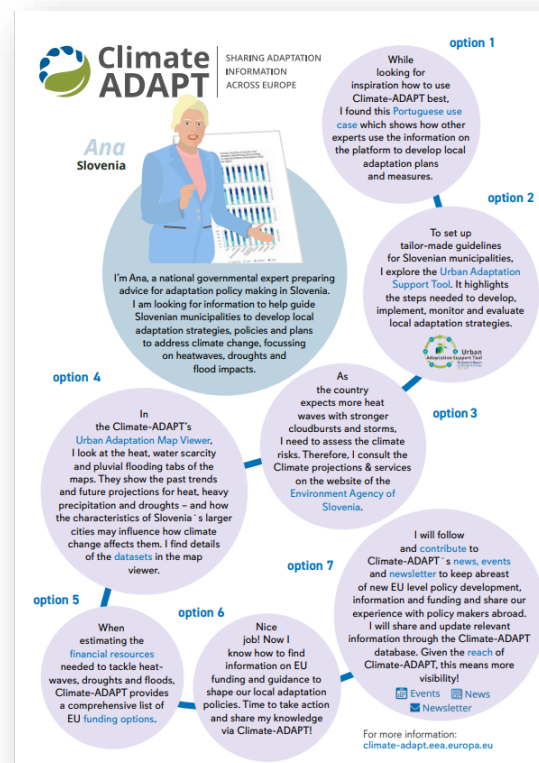 Climate
ADAPT
SHARING ADAPTATION
INFORMATION
ACROSS EUROPE
Ana
Slovenia
I'm Ana, a national governmental expert preparing
advice for adaptation policy making in Slovenia.
I am looking for information to help guide
Slovenian municipalities to develop local
adaptation strategies, policies and plans
to address climate change, focussing
on heatwaves, droughts and
flood impacts.
option 1
While
looking for
inspiration how to use
Climate-ADAPT best,
I found this Portuguese use
case which shows how other
experts use the information on
the platform to develop local
adaptation plans
and measures.
option 2
To set up
tailor-made guidelines
for Slovenian municipalities,
I explore the Urban Adaptation
Support Tool. It highlights
the steps needed to develop,
implement, monitor and evaluate
local adaptation strategies.
Urban
Adaptation Support Tool
option 3
As
the country
expects more heat
waves with stronger
cloudbursts and storms,
I need to assess the climate
risks. Therefore, I consult the
Climate projections & services
on the website of the
Environment Agency of
Slovenia.
option 4
In
the Climate-ADAPT's
Urban Adaptation Map Viewer,
I look at the heat, water scarcity
and pluvial flooding tabs of the
maps. They show the past trends
and future projections for heat, heavy
precipitation and droughts – and how
the characteristics of Slovenia´s larger
cities may influence how climate
change affects them. I find details
of the datasets in the map
viewer.
option 5
When
estimating the
financial resources
needed to tackle heat-
waves, droughts and floods,
Climate-ADAPT provides
a comprehensive list of
EU funding options.
option 6
Nice
job! Now I
know how to find
information on EU
funding and guidance to
shape our local adaptation
policies. Time to take action
and share my knowledge
via Climate-ADAPT!
option 7
I will follow
and contribute to
Climate-ADAPT´s news, events
and newsletter to keep abreast
of new EU level policy development,
information and funding and share our
experience with policy makers abroad.
I will share and update relevant
information through the Climate-ADAPT
database. Given the reach of
Climate-ADAPT, this means more
visibility!
Events News
Newsletter
For more information:
climate-adapt.eea.europa.eu